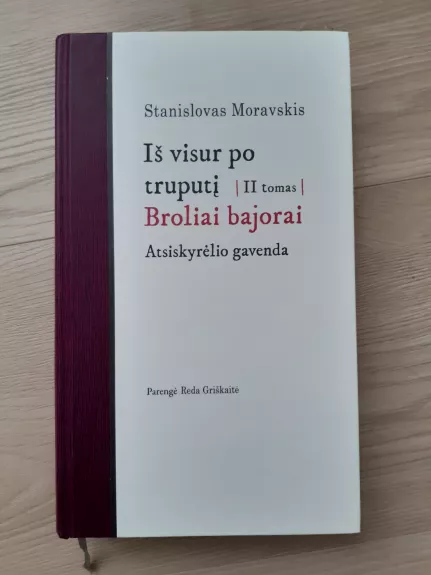 Stanislovas Moravskis
Iš visur po
truputį | II tomas |
Broliai bajorai
Atsiskyrėlio gavenda
Parengė Reda Griškaitė